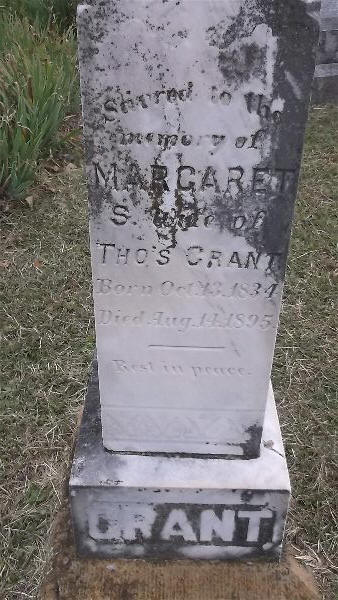 Sacred to the
memory of
MARGARET
S. wife of
THO'S GRANT
Born Oct. 13. 1834
Died Aug. 14. 1895.
Rest in peace.
GRANT